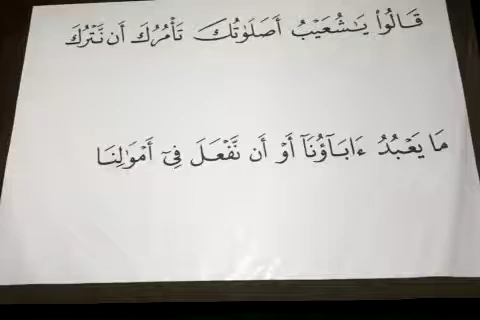 قَالُوا۟ يَـٰشُعَيْبُ أَصَلَوٰتُكَ تَأْمُرُكَ أَن نَّتْرُكَ
مَا يَعْبُدُ ءَابَآؤُنَآ أَوْ أَن نَّفْعَلَ فِىٓ أَمْوَٰلِنَا